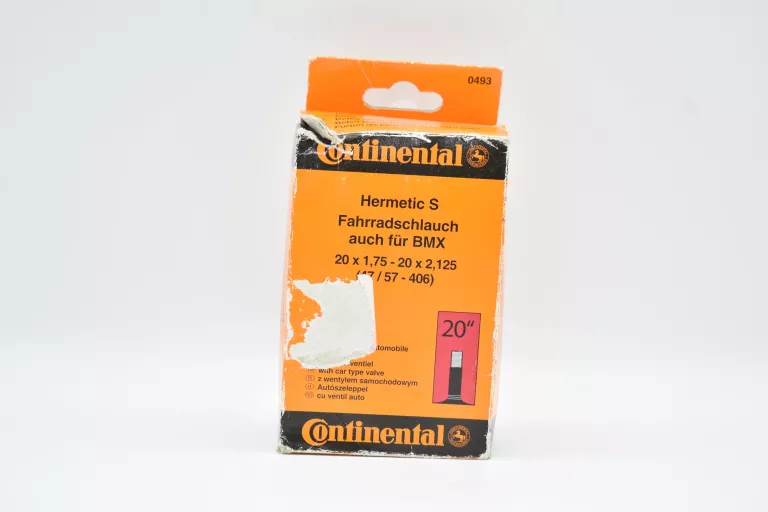 0493
Continental
Hermetic S
Fahrradschlauch
auch für BMX
20 x 1,75 - 20 x 2,125
(47 / 57 - 406)
20"
with car type valve
z wentylem samochodowym
Autószeleppel
cu ventil auto
Continental